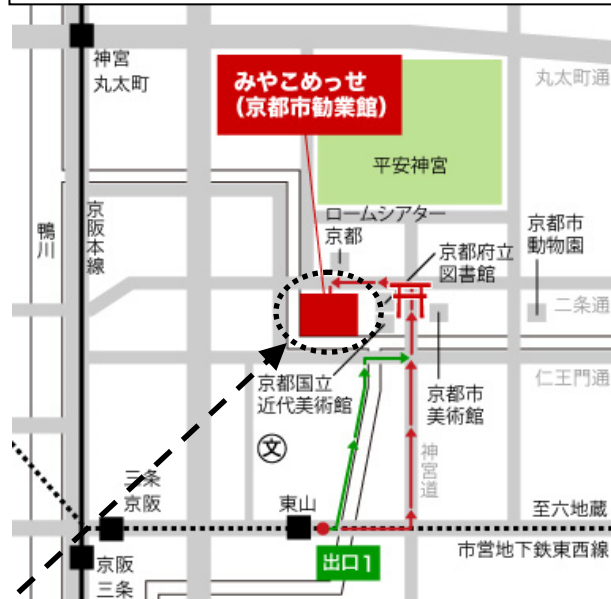 神宮
丸太町
みやこめっせ
（京都市勧業館）
丸太町通
平安神宮
鴨川
京阪本線
ロームシアター
京都
京都府立
図書館
京都市
動物園
二条通
京都国立
近代美術館
京都市
美術館
仁王門通
文
神宮道
三条
京阪
東山
至六地蔵
出口1
市営地下鉄東西線
京阪
三条